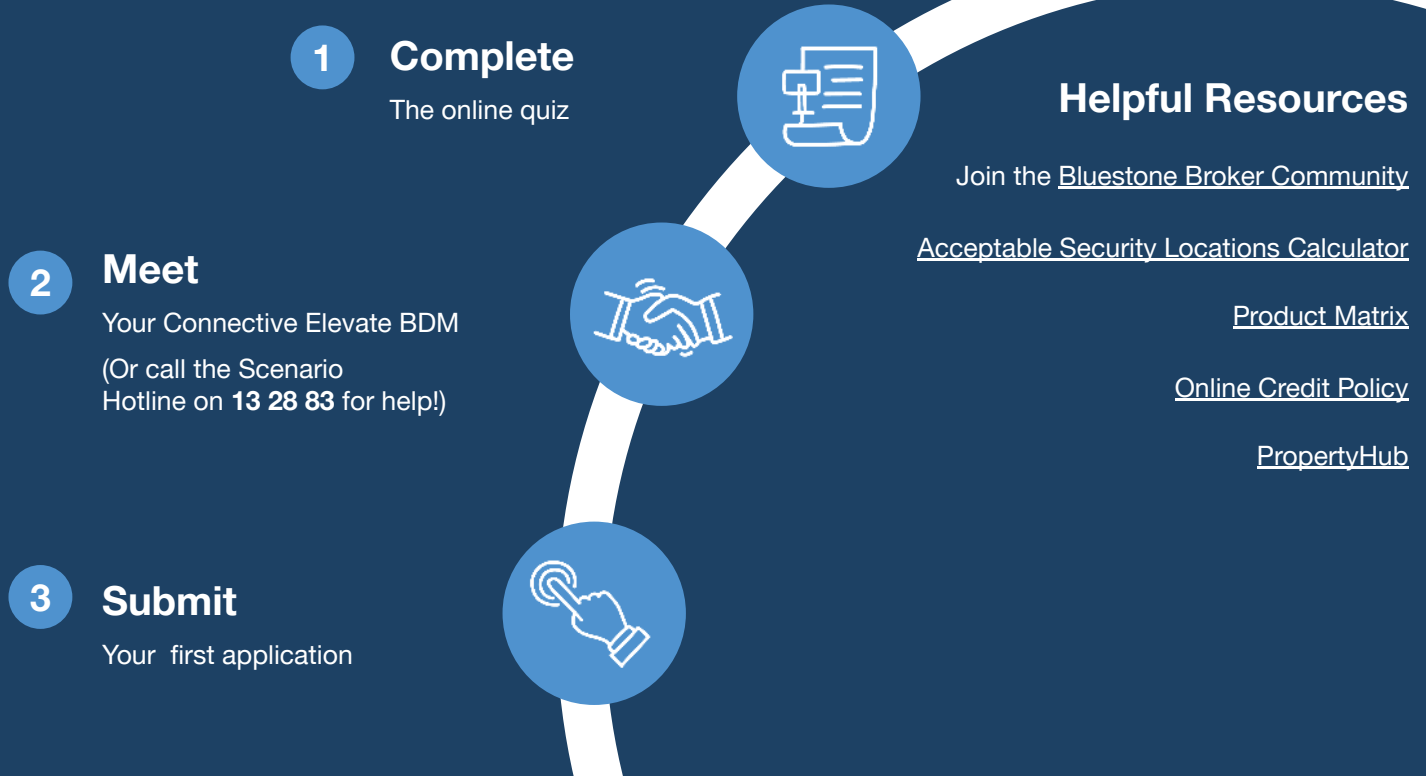 1
Complete
The online quiz
2
Meet
Your Connective Elevate BDM
(Or call the Scenario
Hotline on 13 28 83 for help!)
3
Submit
Your  first application
Helpful Resources
Join the Bluestone Broker Community
Acceptable Security Locations Calculator
Product Matrix
Online Credit Policy
PropertyHub